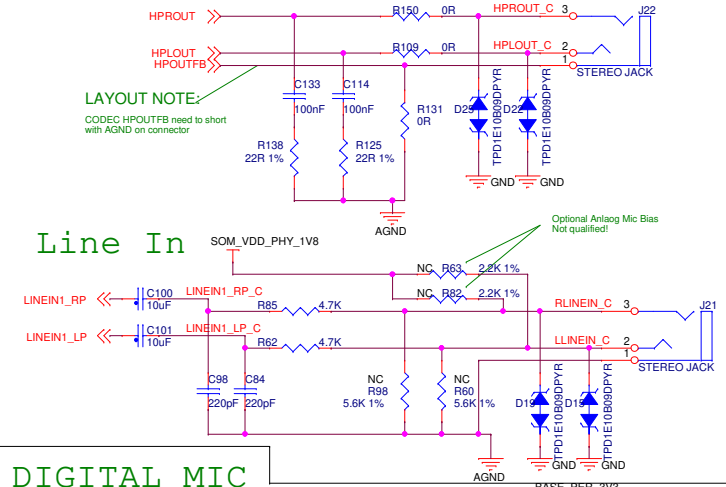 HPROUT
R150 0R
HPROUT_C 3
J22
HPLOUT
R109 0R
HPLOUT_C 2
HPOUTFB
1
STEREO JACK
LAYOUT NOTE:
CODEC HPOUTFB need to short
with AGND on connector
C133
100nF
C114
100nF
R131
0R
TPD1E10B09DPYR
TPD1E10B09DPYR
R138
22R 1%
R125
22R 1%
GND
GND
AGND
Line In
SOM_VDD_PHY_1V8
Optional Anlaog Mic Bias
Not qualified!
NC R63 2.2K 1%
NC R82 2.2K 1%
LINEIN1_RP
C100
10uF
LINEIN1_RP_C
R85 4.7K
RLINEIN_C 3
J21
LINEIN1_LP
C101
10uF
LINEIN1_LP_C
R62 4.7K
LLINEIN_C 2
1
STEREO JACK
C98
220pF
C84
220pF
NC
R98
5.6K 1%
NC
R60
5.6K 1%
TPD1E10B09DPYR
TPD1E10B09DPYR
AGND
GND
GND
DIGITAL MIC